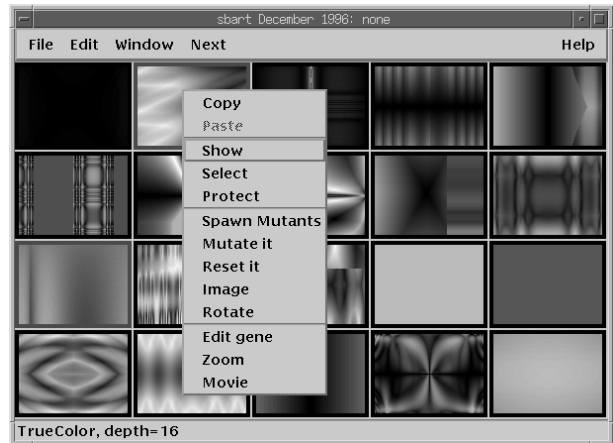 sbart December 1996: none
File Edit Window Next Help
Copy
Paste
Show
Select
Protect
Spawn Mutants
Mutate it
Reset it
Image
Rotate
Edit gene
Zoom
Movie
TrueColor, depth=16